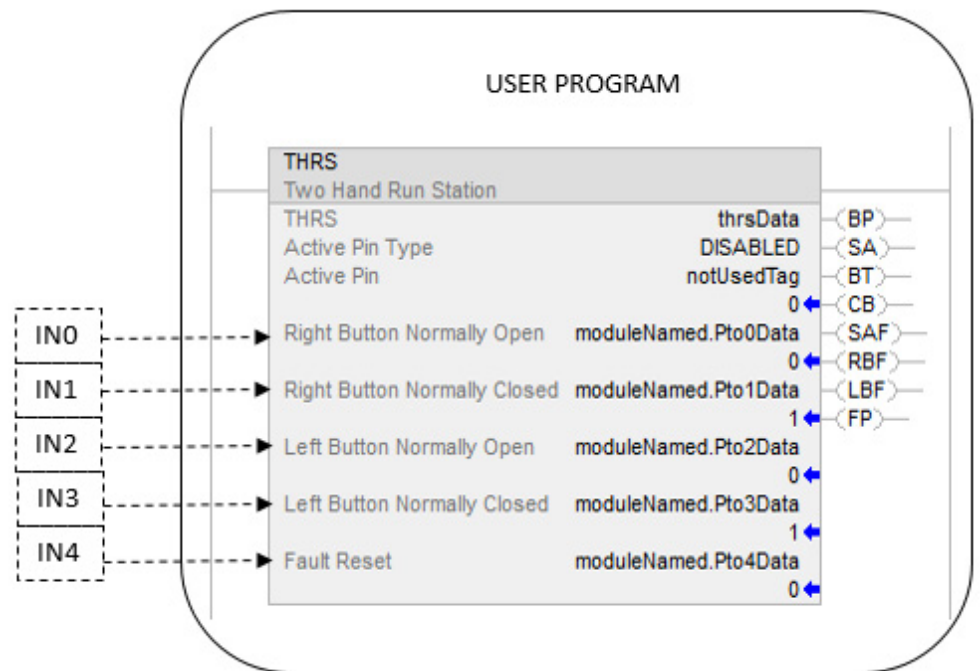 USER PROGRAM
THRS
Two Hand Run Station
THRS thrsData (BP)
Active Pin Type DISABLED (SA)
Active Pin notUsedTag (BT)
0 (CB)
IN0 Right Button Normally Open moduleNamed.Pto0Data (SAF)
0 (RBF)
IN1 Right Button Normally Closed moduleNamed.Pto1Data (LBF)
1 (FP)
IN2 Left Button Normally Open moduleNamed.Pto2Data
0
IN3 Left Button Normally Closed moduleNamed.Pto3Data
1
IN4 Fault Reset moduleNamed.Pto4Data
0